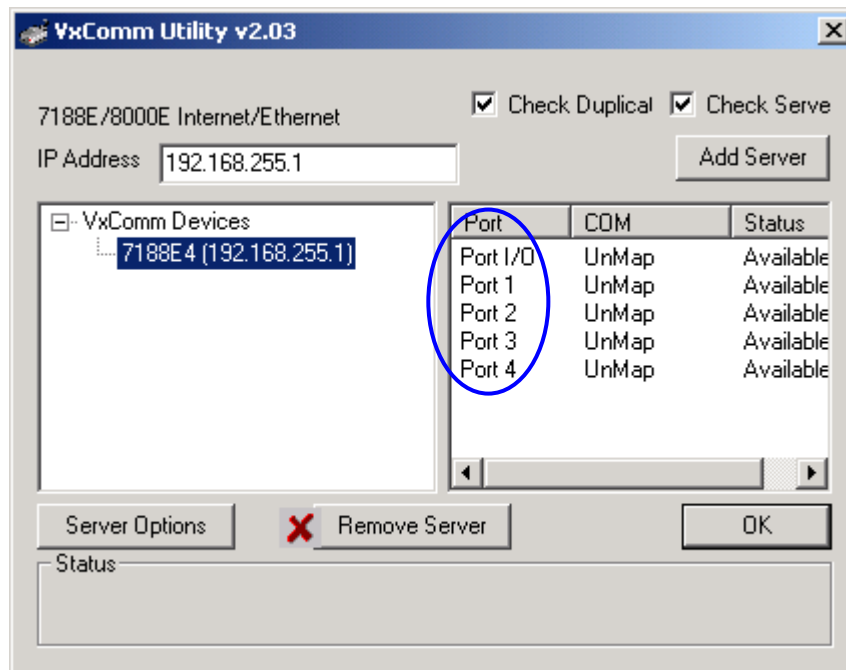 VxComm Utility v2.03
7188E/8000E Internet/Ethernet
Check Duplical
Check Serve
IP Address
192.168.255.1
Add Server
VxComm Devices
7188E4 (192.168.255.1)
Port COM Status
Port I/O UnMap Available
Port 1 UnMap Available
Port 2 UnMap Available
Port 3 UnMap Available
Port 4 UnMap Available
Server Options
Remove Server
OK
Status